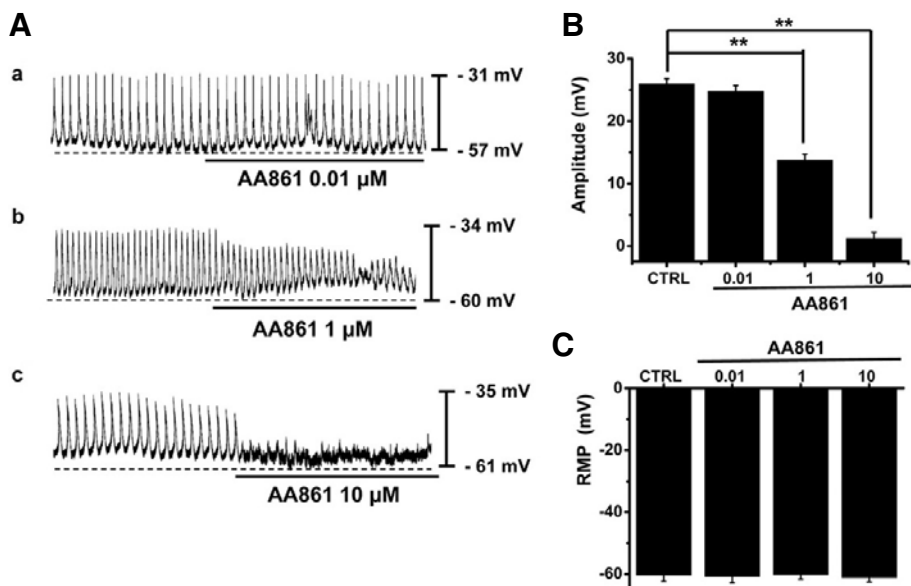 A
a
- 31 mV
- 57 mV
AA861 0.01 µM
b
- 34 mV
- 60 mV
AA861 1 µM
c
- 35 mV
- 61 mV
AA861 10 µM
B
**
**
30
20
10
0
Amplitude (mV)
CTRL 0.01 1 10
AA861
C
AA861
CTRL 0.01 1 10
0
-20
-40
-60
RMP (mV)